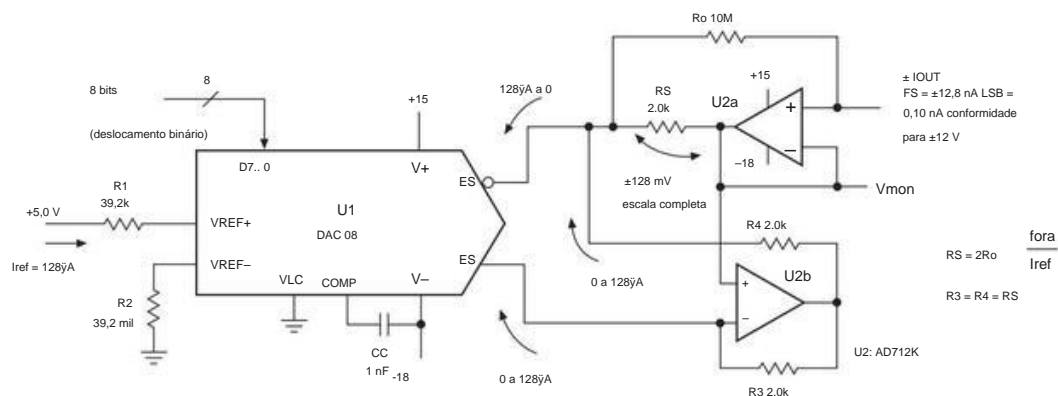 Ro 10M
8 bits
8
(deslocamento binário)
+15
128ÿA a 0
RS
2.0k
U2a
+15
+
–
–18
± IOUT
FS = ±12,8 nA LSB =
0,10 nA conformidade
para ±12 V
D7.. 0
V+
ES
±128 mV
escala completa
Vmon
R1
39,2k
+5,0 V
Iref = 128ÿA
VREF+
VREF–
U1
DAC 08
VLC
COMP
V–
ES
R2
39,2 mil
CC
1 nF
-18
0 a 128ÿA
0 a 128ÿA
R4 2.0k
U2b
+
–
R3 2.0k
RS = 2Ro
fora
Iref
R3 = R4 = RS
U2: AD712K